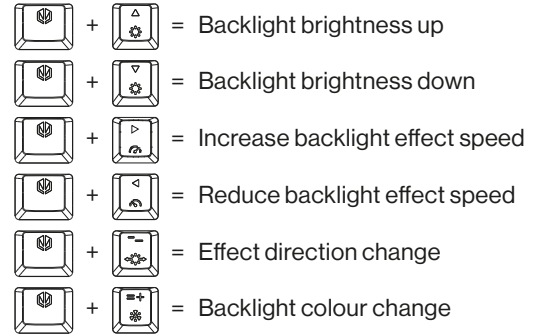 + △ = Backlight brightness up
+ ▽ = Backlight brightness down
+ ▷ = Increase backlight effect speed
+ ◁ = Reduce backlight effect speed
+ -_ = Effect direction change
+ =+ = Backlight colour change